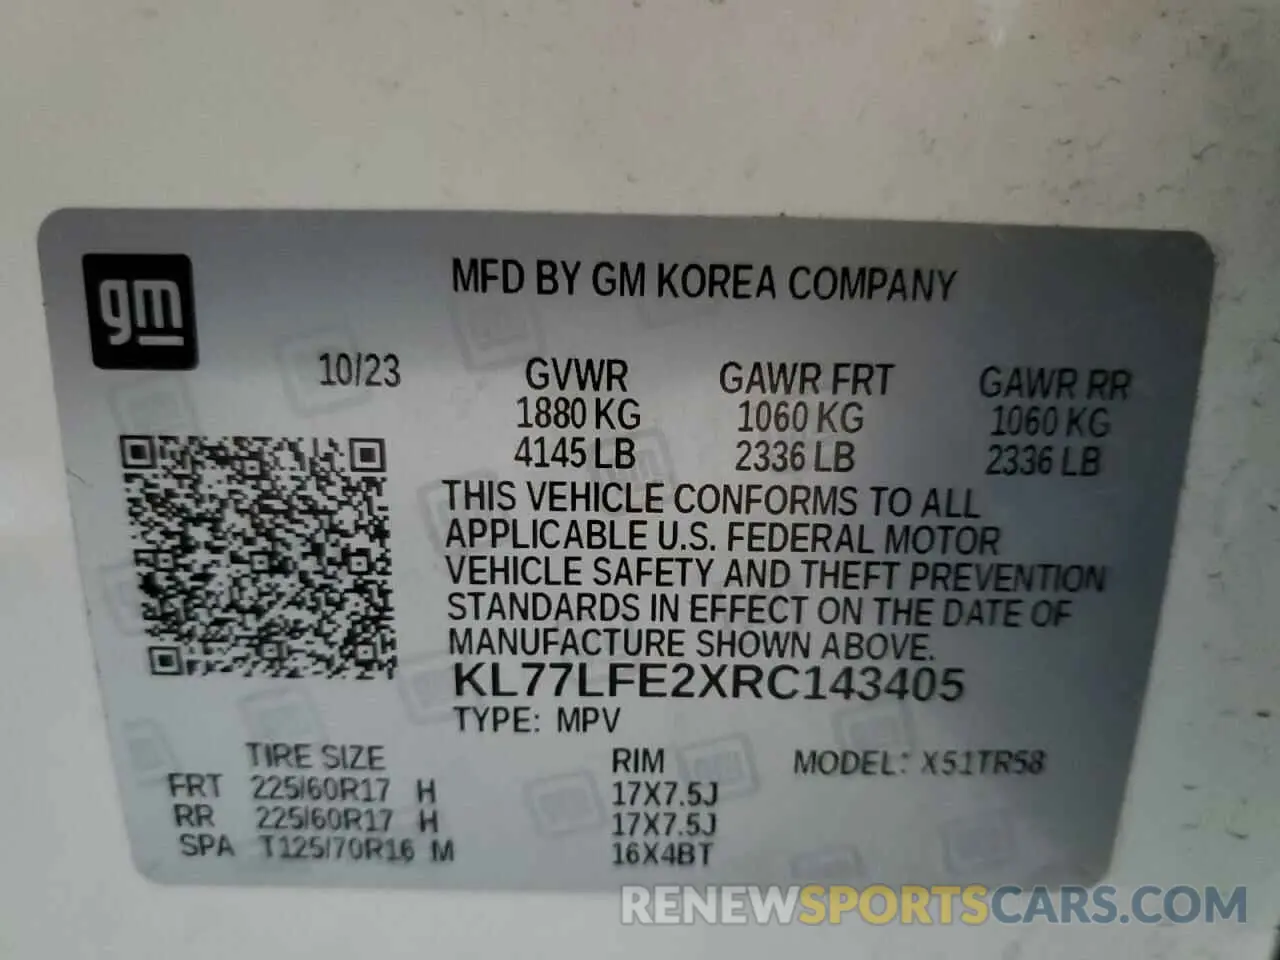 gm
MFD BY GM KOREA COMPANY
10/23 GVWR GAWR FRT GAWR RR
1880 KG 1060 KG 1060 KG
4145 LB 2336 LB 2336 LB
THIS VEHICLE CONFORMS TO ALL
APPLICABLE U.S. FEDERAL MOTOR
VEHICLE SAFETY AND THEFT PREVENTION
STANDARDS IN EFFECT ON THE DATE OF
MANUFACTURE SHOWN ABOVE.
KL77LFE2XRC143405
TYPE: MPV
TIRE SIZE RIM MODEL: X51TR58
FRT 225/60R17 H 17X7.5J
RR 225/60R17 H 17X7.5J
SPA T125/70R16 M 16X4BT
RENEWSPORTSCARS.COM